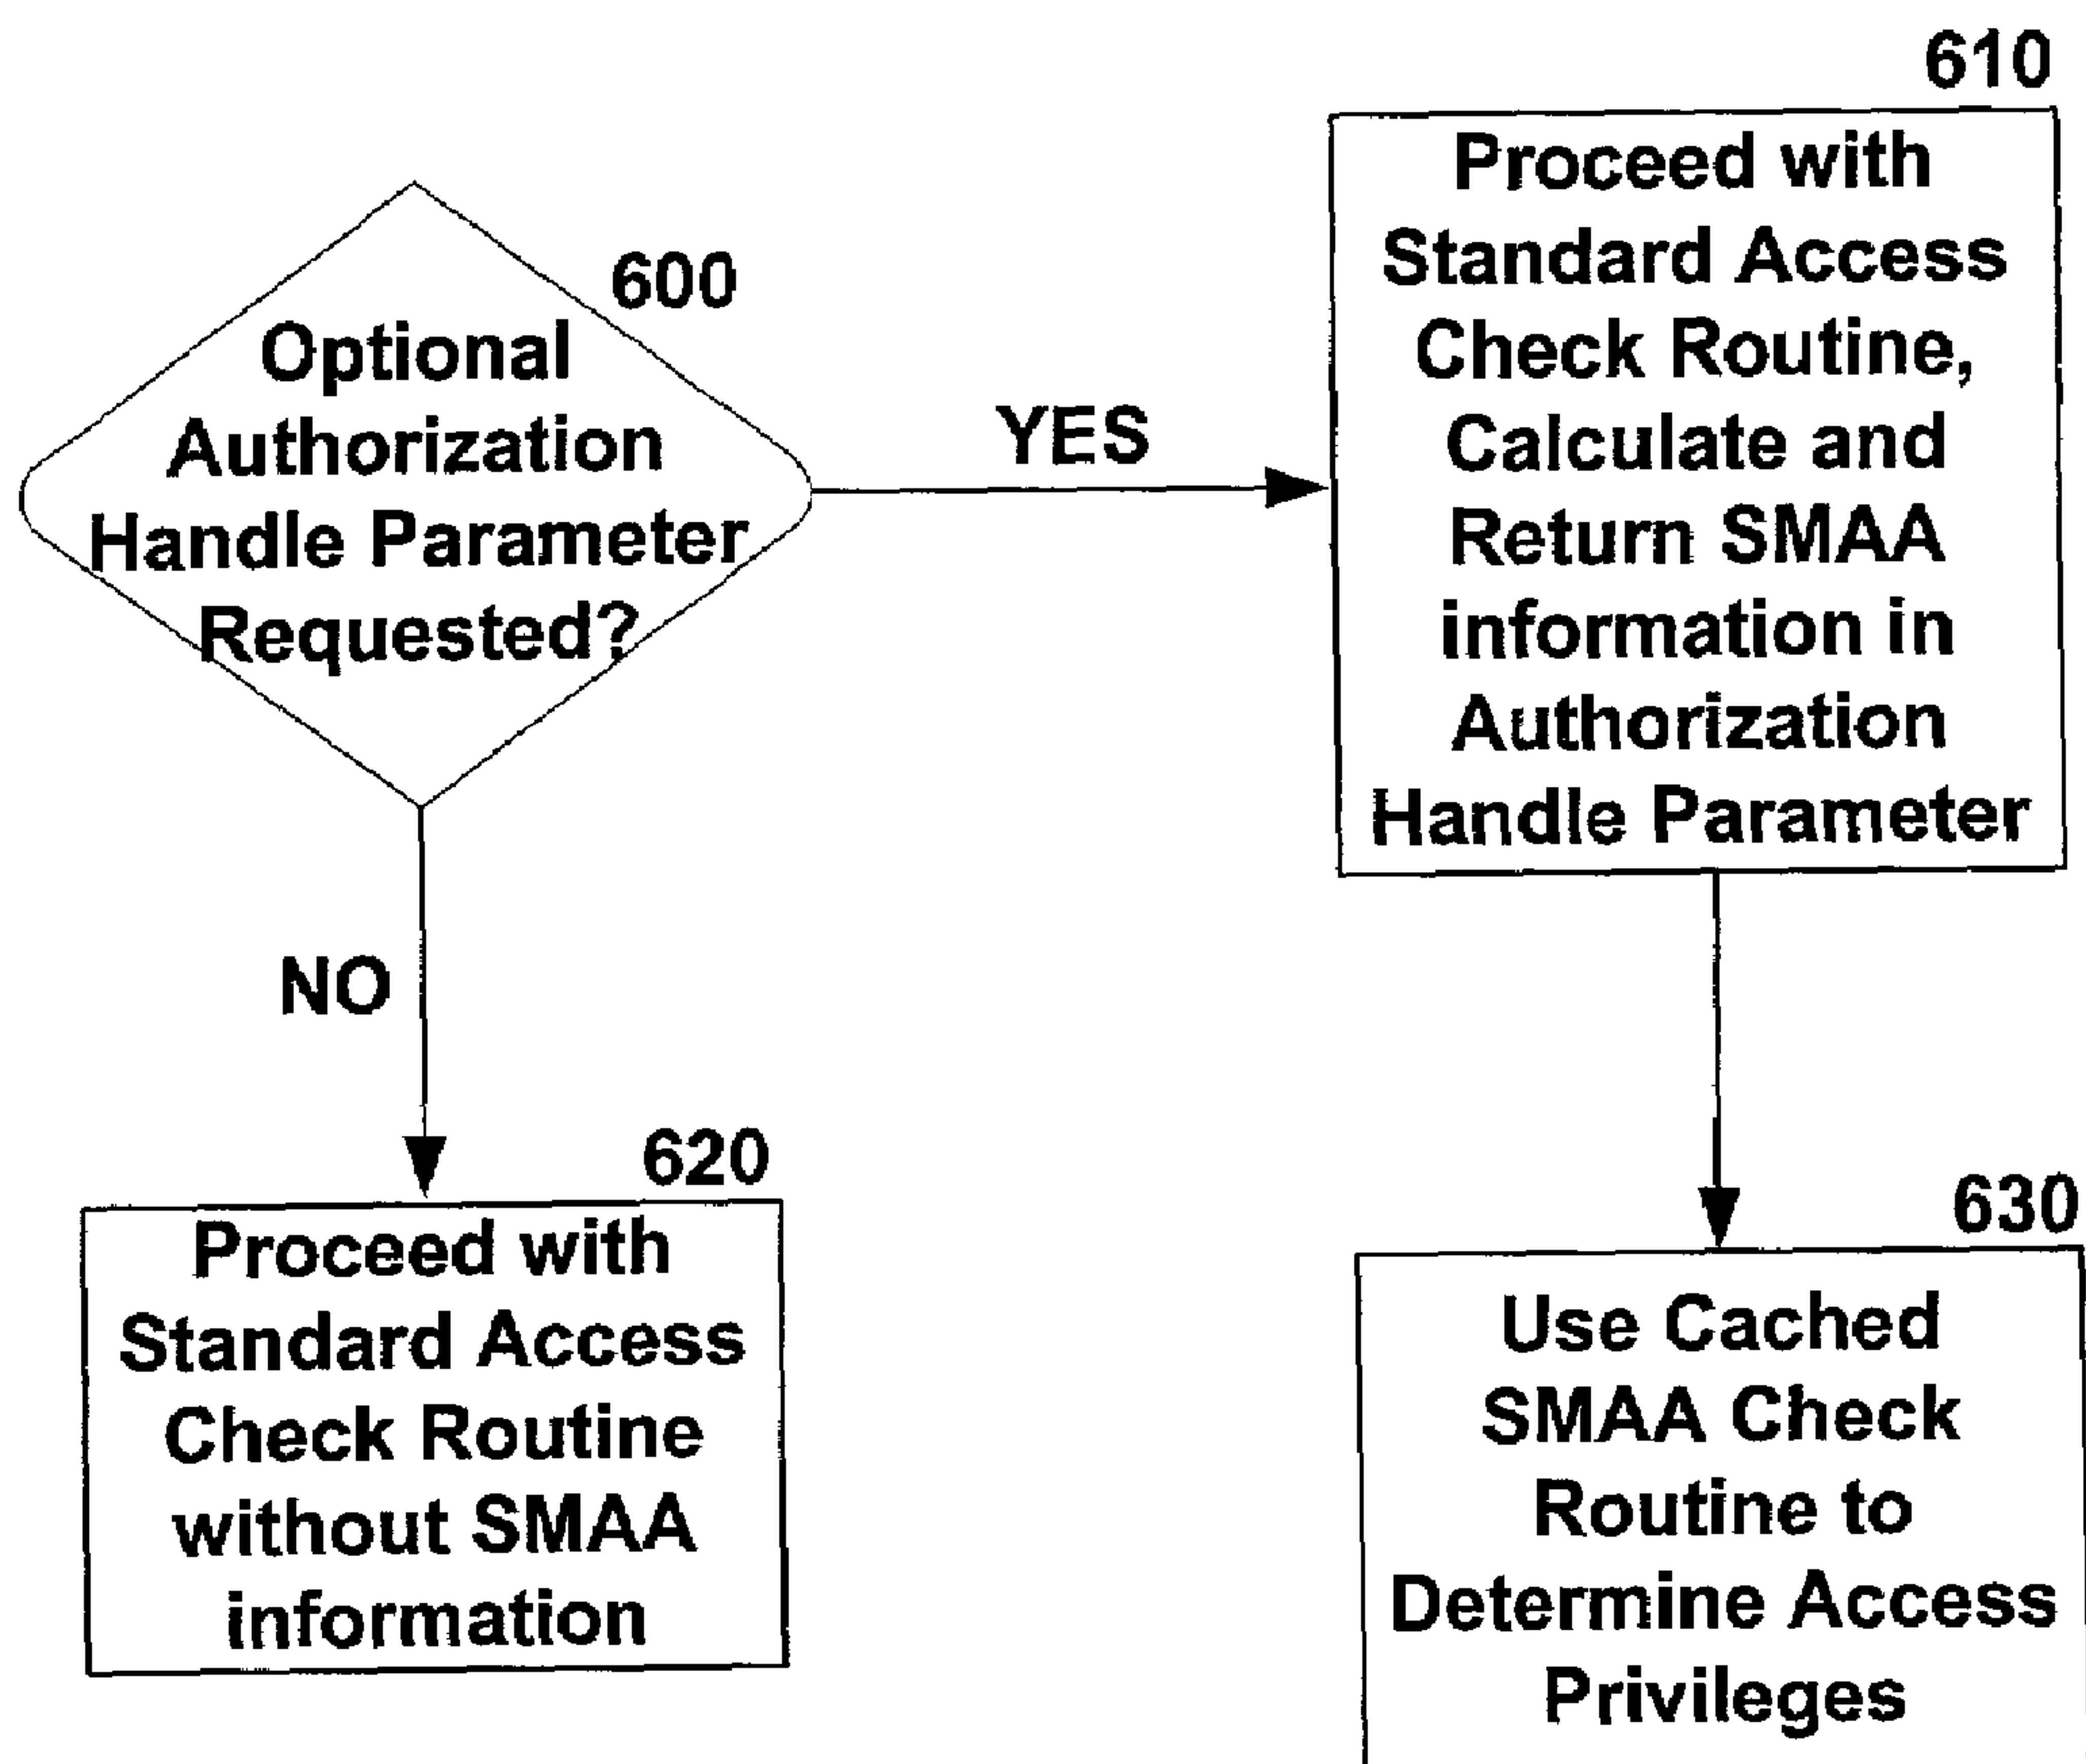 600
Optional
Authorization
Handle Parameter
Requested?
YES
610
Proceed with
Standard Access
Check Routine,
Calculate and
Return SMAA
information in
Authorization
Handle Parameter
NO
620
Proceed with
Standard Access
Check Routine
without SMAA
information
630
Use Cached
SMAA Check
Routine to
Determine Access
Privileges